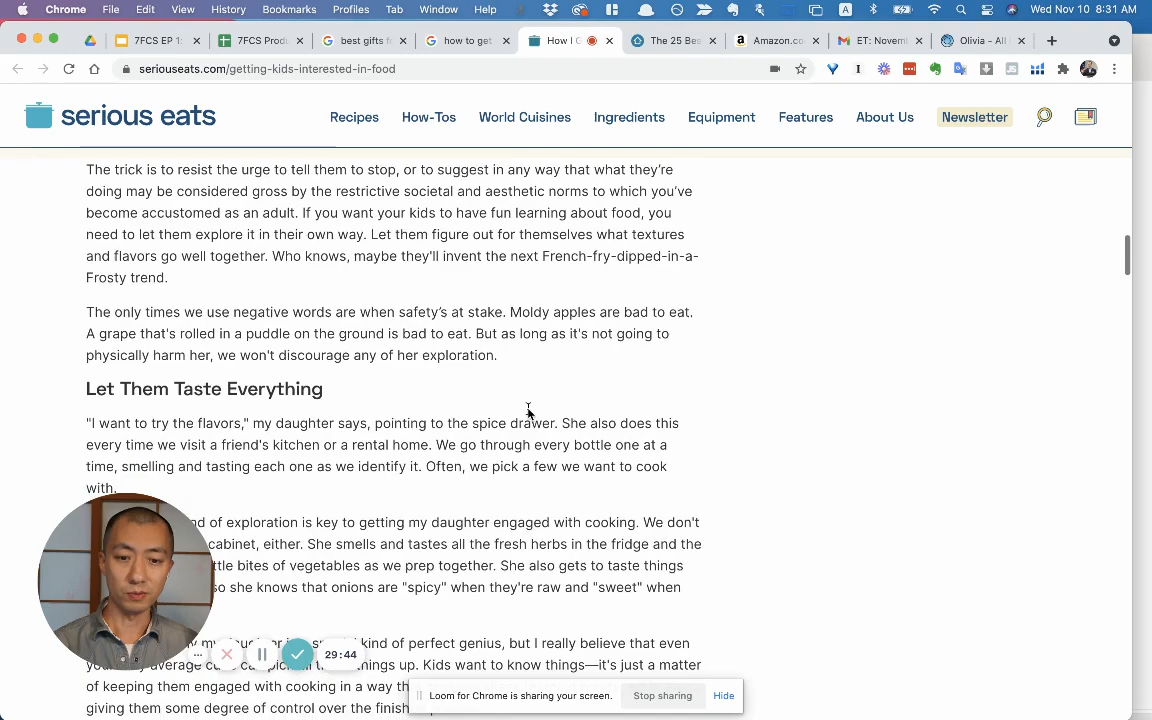 Chrome File Edit View History Bookmarks Profiles Tab Window Help Wed Nov 10 8:31 AM
7FCS EP 1: 7FCS Produ best gifts f how to get How I G The 25 Bes Amazon.co ET: Novem Olivia - All
seriouseats.com/getting-kids-interested-in-food
serious eats Recipes How-Tos World Cuisines Ingredients Equipment Features About Us Newsletter
The trick is to resist the urge to tell them to stop, or to suggest in any way that what they're
doing may be considered gross by the restrictive societal and aesthetic norms to which you've
become accustomed as an adult. If you want your kids to have fun learning about food, you
need to let them explore it in their own way. Let them figure out for themselves what textures
and flavors go well together. Who knows, maybe they'll invent the next French-fry-dipped-in-a-
Frosty trend.
The only times we use negative words are when safety's at stake. Moldy apples are bad to eat.
A grape that's rolled in a puddle on the ground is bad to eat. But as long as it's not going to
physically harm her, we won't discourage any of her exploration.
Let Them Taste Everything
"I want to try the flavors," my daughter says, pointing to the spice drawer. She also does this
every time we visit a friend's kitchen or a rental home. We go through every bottle one at a
time, smelling and tasting each one as we identify it. Often, we pick a few we want to cook
with.
of exploration is key to getting my daughter engaged with cooking. We don't
cabinet, either. She smells and tastes all the fresh herbs in the fridge and the
bites of vegetables as we prep together. She also gets to taste things
so she knows that onions are "spicy" when they're raw and "sweet" when
kind of perfect genius, but I really believe that even
things up. Kids want to know things—it's just a matter
of keeping them engaged with cooking in a way
giving them some degree of control over the
29:44
Loom for Chrome is sharing your screen. Stop sharing Hide